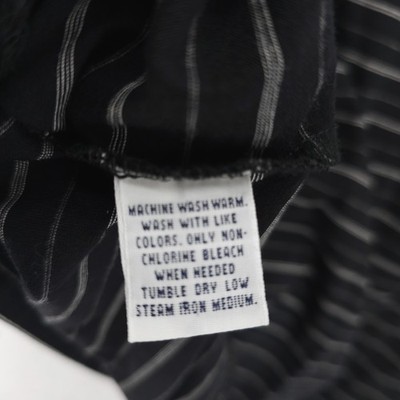 MACHINE WASH WARM.
WASH WITH LIKE
COLORS. ONLY NON-
CHLORINE BLEACH
WHEN NEEDED
TUMBLE DRY LOW
STEAM IRON MEDIUM.